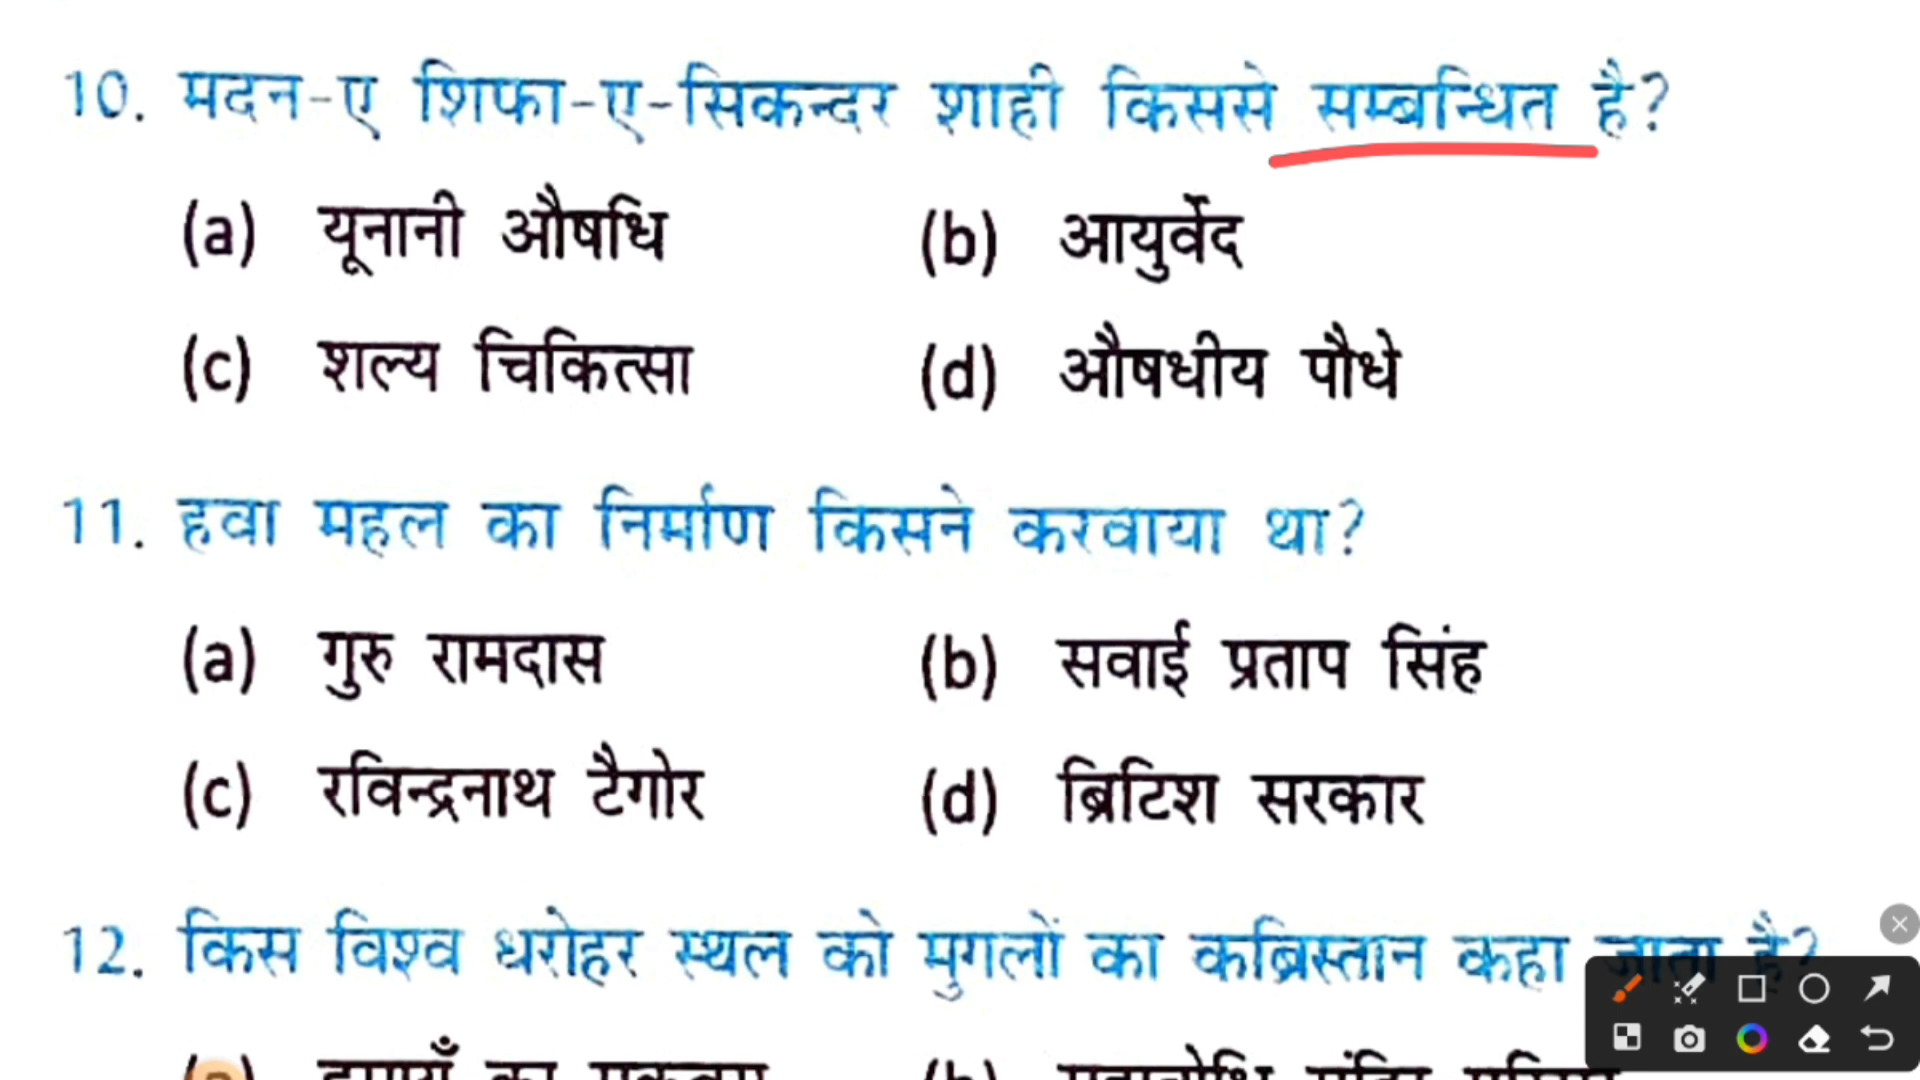 10. मदन-ए शिफा-ए-सिकन्दर शाही किससे सम्बन्धित है?
(a) यूनानी औषधि (b) आयुर्वेद
(c) शल्य चिकित्सा (d) औषधीय पौधे
11. हवा महल का निर्माण किसने करवाया था?
(a) गुरु रामदास (b) सवाई प्रताप सिंह
(c) रविन्द्रनाथ टैगोर (d) ब्रिटिश सरकार
12. किस विश्व धरोहर स्थल को मुगलों का कब्रिस्तान कहा जाता है?